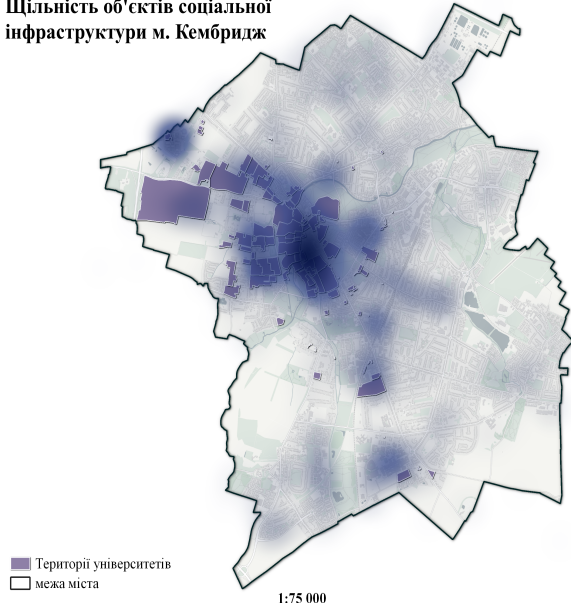 Щільність об'єктів соціальної
інфраструктури м. Кембридж
Території університетів
межа міста
1:75 000